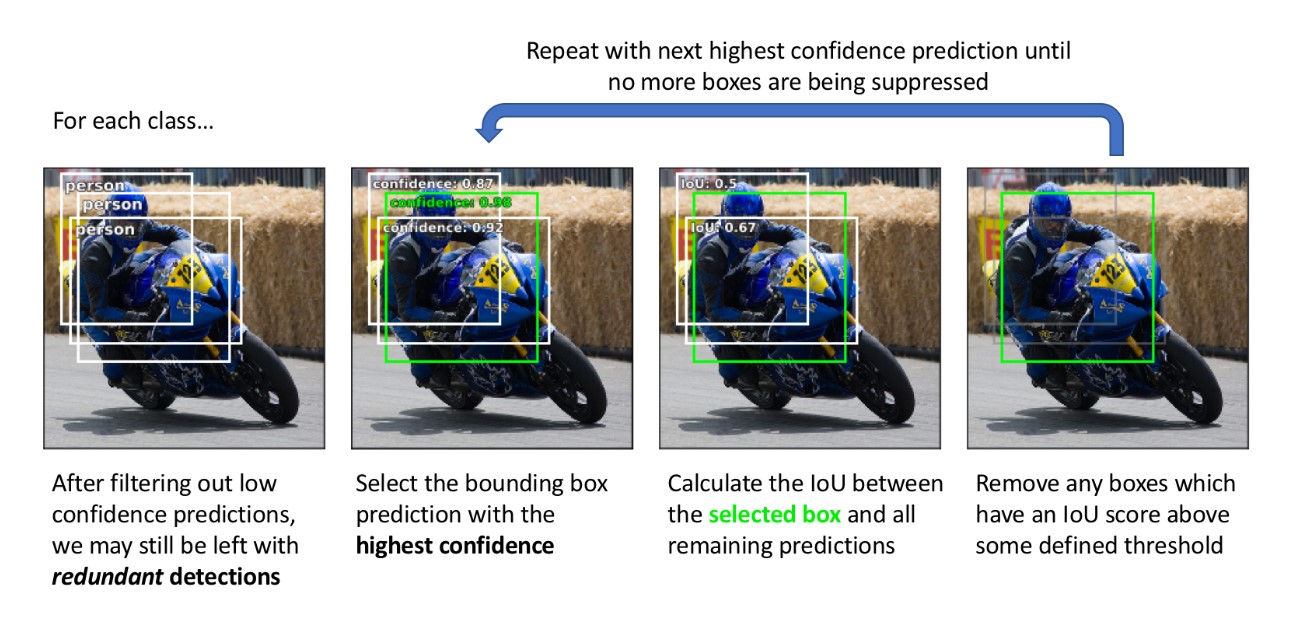 Repeat with next highest confidence prediction until
no more boxes are being suppressed
For each class...
person
person
person
confidence: 0.87
confidence: 0.98
confidence: 0.92
IoU: 0.5
IoU: 0.67
After filtering out low
confidence predictions,
we may still be left with
redundant detections
Select the bounding box
prediction with the
highest confidence
Calculate the IoU between
the selected box and all
remaining predictions
Remove any boxes which
have an IoU score above
some defined threshold